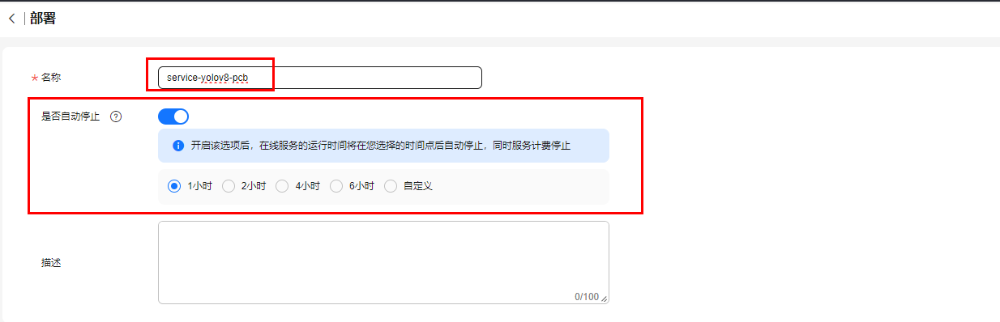 部署
* 名称 service-yolov8-pcb
是否自动停止 ?
开启该选项后，在线服务的运行时间将在您选择的时间点后自动停止，同时服务计费停止
1小时 2小时 4小时 6小时 自定义
描述
0/100